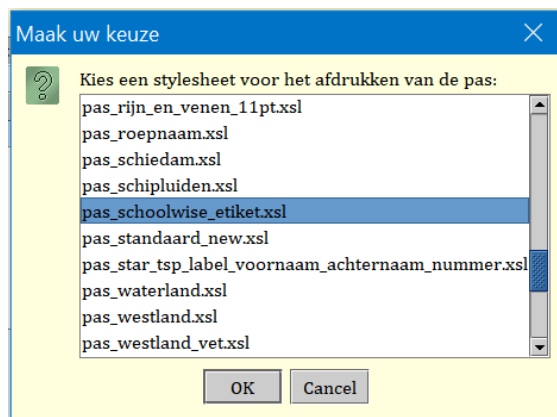 Maak uw keuze
Kies een stylesheet voor het afdrukken van de pas:
pas_rijn_en_venen_11pt.xsl
pas_roepnaam.xsl
pas_schiedam.xsl
pas_schipluiden.xsl
pas_schoolwise_etiket.xsl
pas_standaard_new.xsl
pas_star_tsp_label_voornaam_achternaam_nummer.xsl
pas_waterland.xsl
pas_westland.xsl
pas_westland_vet.xsl
OK Cancel